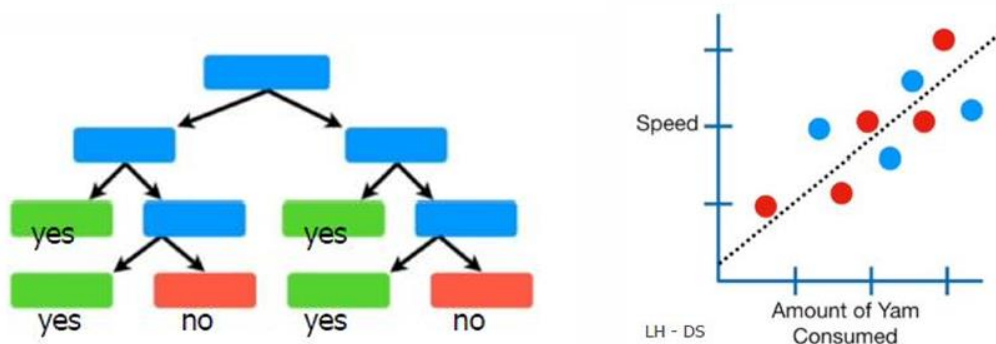 yes
yes
yes
no
yes
no
Speed
Amount of Yam
Consumed
LH - DS